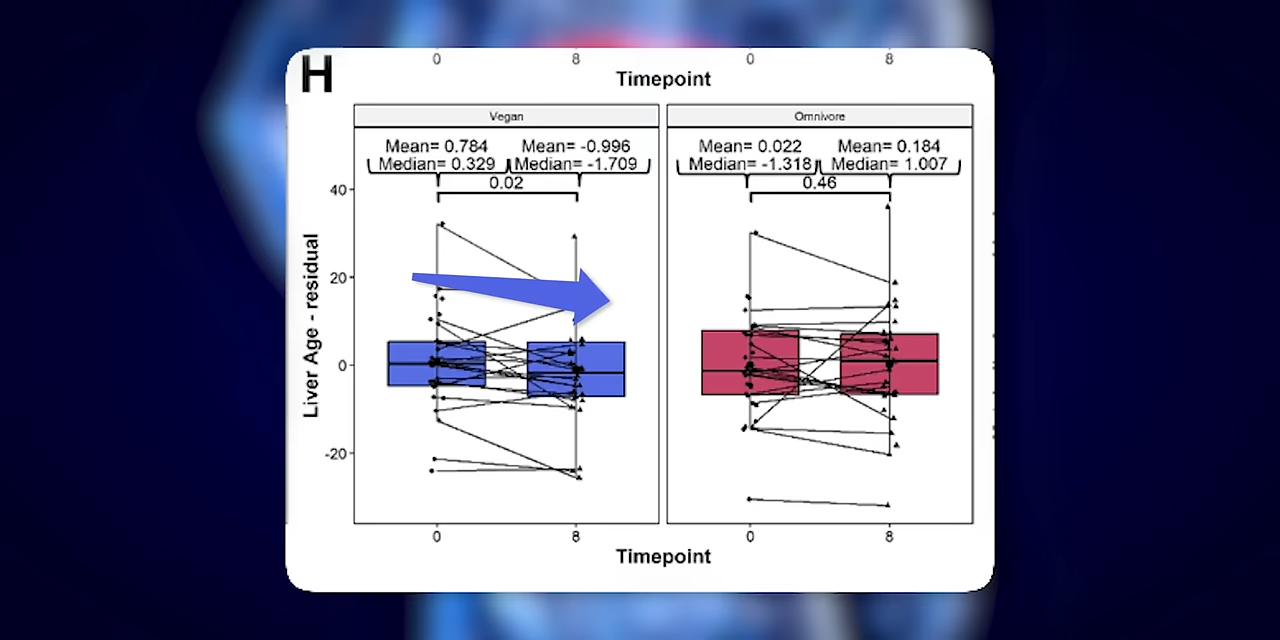 H
0 8 0 8
Timepoint
Vegan Omnivore
Mean= 0.784 Mean= -0.996 Mean= 0.022 Mean= 0.184
Median= 0.329 Median= -1.709 Median= -1.318 Median= 1.007
0.02 0.46
40
20
0
-20
Liver Age - residual
0 8 0 8
Timepoint